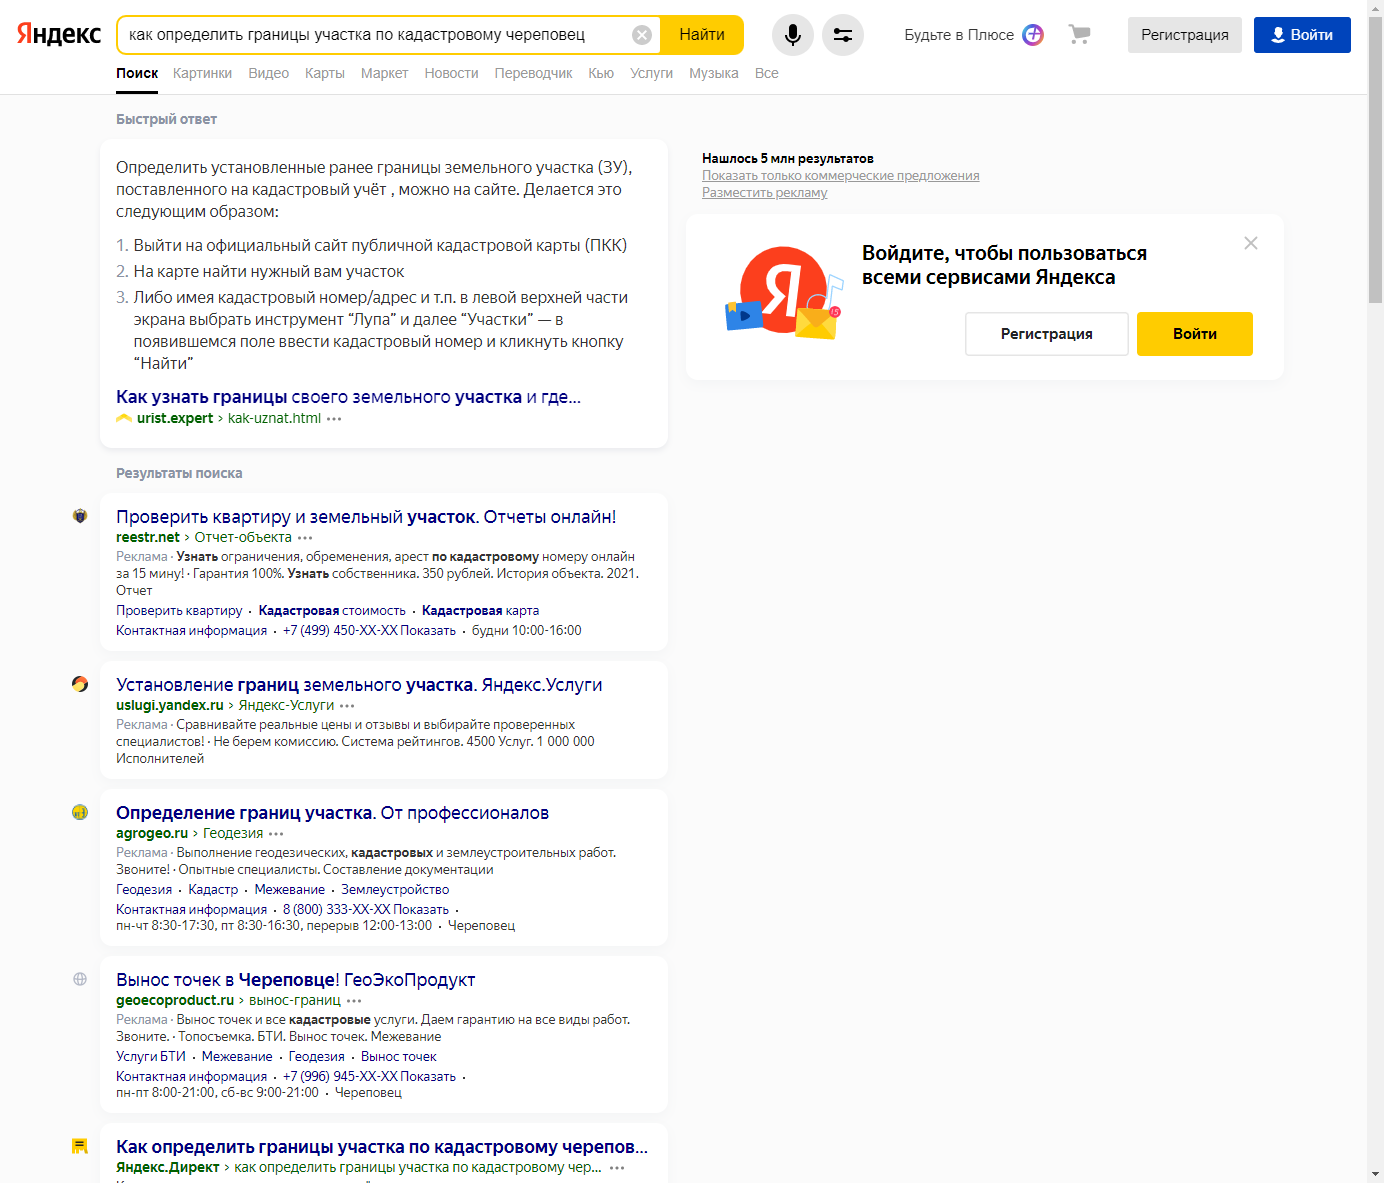 Яндекс
как определить границы участка по кадастровому череповец
Найти
Будьте в Плюсе
Регистрация
Войти
Поиск Картинки Видео Карты Маркет Новости Переводчик Кью Услуги Музыка Все
Быстрый ответ
Определить установленные ранее границы земельного участка (ЗУ),
поставленного на кадастровый учёт , можно на сайте. Делается это
следующим образом:
1. Выйти на официальный сайт публичной кадастровой карты (ПКК)
2. На карте найти нужный вам участок
3. Либо имея кадастровый номер/адрес и т.п. в левой верхней части
экрана выбрать инструмент “Лупа” и далее “Участки” — в
появившемся поле ввести кадастровый номер и кликнуть кнопку
“Найти”
Как узнать границы своего земельного участка и где...
urist.expert › kak-uznat.html
Нашлось 5 млн результатов
Показать только коммерческие предложения
Разместить рекламу
Я
15
Войдите, чтобы пользоваться
всеми сервисами Яндекса
Регистрация
Войти
Результаты поиска
Проверить квартиру и земельный участок. Отчеты онлайн!
reestr.net › Отчет-объекта
Реклама · Узнать ограничения, обременения, арест по кадастровому номеру онлайн
за 15 мину! · Гарантия 100%. Узнать собственника. 350 рублей. История объекта. 2021.
Отчет
Проверить квартиру · Кадастровая стоимость · Кадастровая карта
Контактная информация · +7 (499) 450-XX-XX Показать · будни 10:00-16:00
Установление границ земельного участка. Яндекс.Услуги
uslugi.yandex.ru › Яндекс-Услуги
Реклама · Сравнивайте реальные цены и отзывы и выбирайте проверенных
специалистов! · Не берем комиссию. Система рейтингов. 4500 Услуг. 1 000 000
Исполнителей
Определение границ участка. От профессионалов
agrogeo.ru › Геодезия
Реклама · Выполнение геодезических, кадастровых и землеустроительных работ.
Звоните! · Опытные специалисты. Составление документации
Геодезия · Кадастр · Межевание · Землеустройство
Контактная информация · 8 (800) 333-XX-XX Показать ·
пн-чт 8:30-17:30, пт 8:30-16:30, перерыв 12:00-13:00 · Череповец
Вынос точек в Череповце! ГеоЭкоПродукт
geoecoproduct.ru › вынос-границ
Реклама · Вынос точек и все кадастровые услуги. Даем гарантию на все виды работ.
Звоните. · Топосъемка. БТИ. Вынос точек. Межевание
Услуги БТИ · Межевание · Геодезия · Вынос точек
Контактная информация · +7 (996) 945-XX-XX Показать ·
пн-пт 8:00-21:00, сб-вс 9:00-21:00 · Череповец
Как определить границы участка по кадастровому черепов...
Яндекс.Директ › как определить границы участка по кадастровому чер...